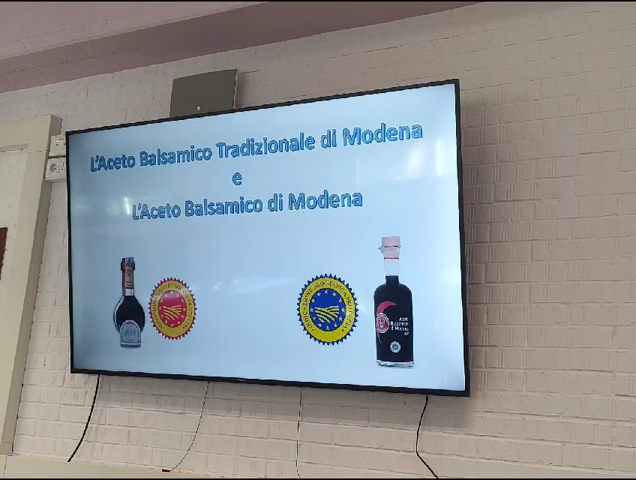 L'Aceto Balsamico Tradizionale di Modena
e
L'Aceto Balsamico di Modena